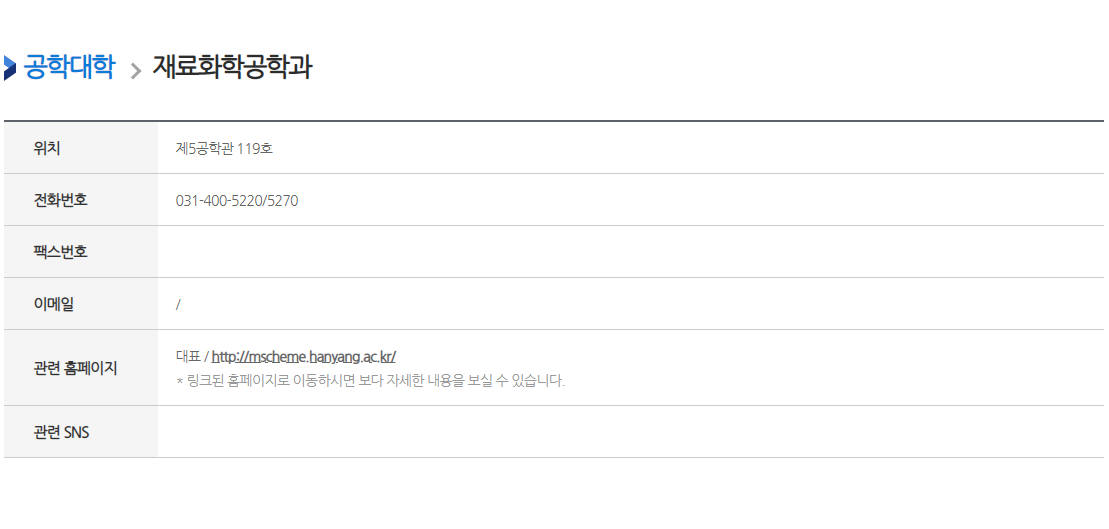 공학대학 > 재료화학공학과
위치 제5공학관 119호
전화번호 031-400-5220/5270
팩스번호
이메일 /
관련 홈페이지 대표 / http://mscheme.hanyang.ac.kr/
* 링크된 홈페이지로 이동하시면 보다 자세한 내용을 보실 수 있습니다.
관련 SNS